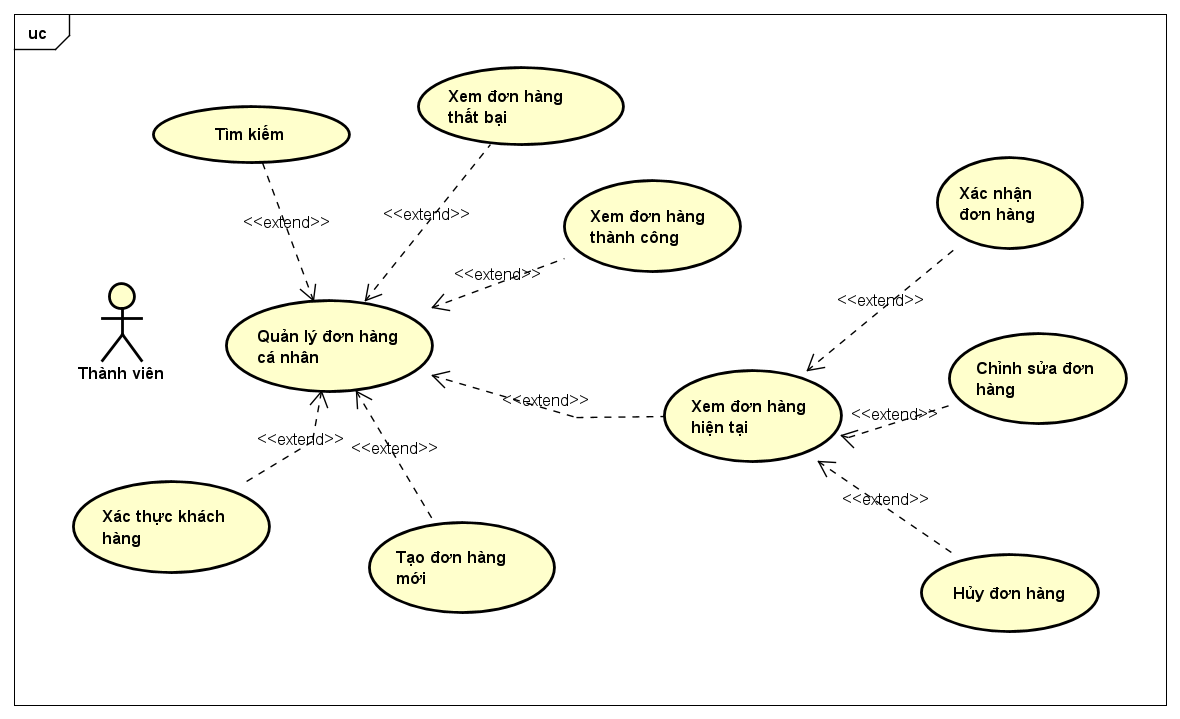 uc
Xem đơn hàng
thất bại
Tìm kiếm
<<extend>>
<<extend>>
Xem đơn hàng
thành công
Xác nhận
đơn hàng
<<extend>>
<<extend>>
Quản lý đơn hàng
cá nhân
Thành viên
<<extend>>
Xem đơn hàng
hiện tại
Chỉnh sửa đơn
hàng
<<extend>>
<<extend>>
<<extend>>
<<extend>>
Xác thực khách
hàng
Tạo đơn hàng
mới
Hủy đơn hàng